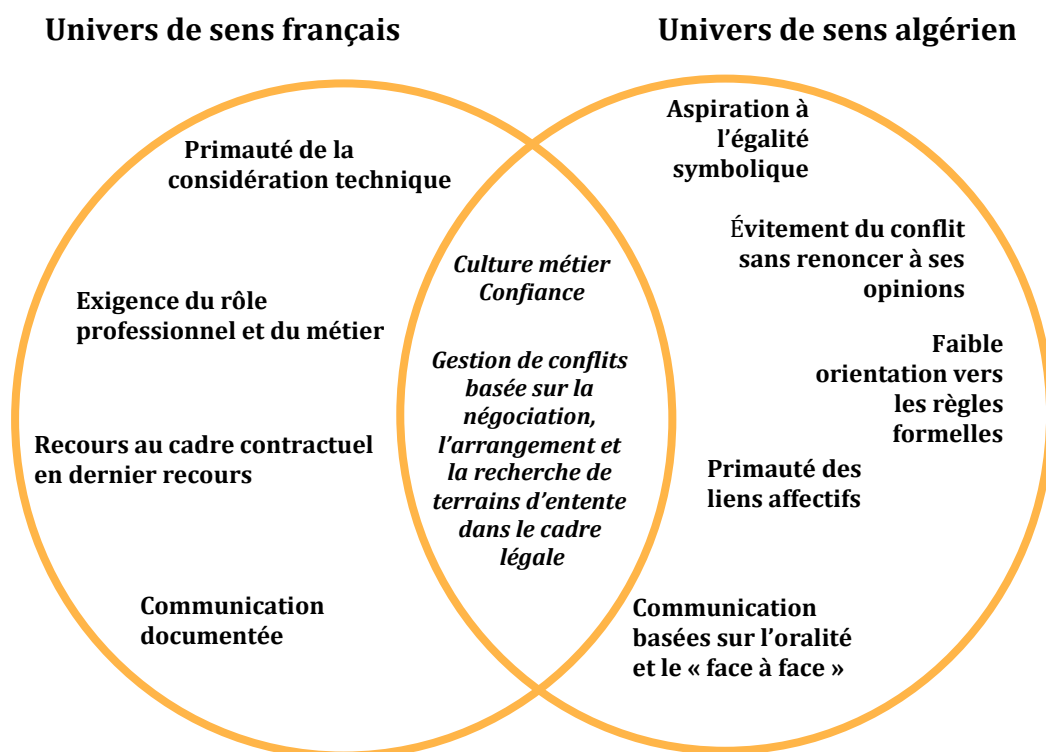 Univers de sens français
Univers de sens algérien
Primauté de la
considération technique
Exigence du rôle
professionnel et du métier
Recours au cadre contractuel
en dernier recours
Communication
documentée
Culture métier
Confiance
Gestion de conflits
basée sur la
négociation,
l'arrangement et
la recherche de
terrains d'entente
dans le cadre
légale
Aspiration à
l'égalité
symbolique
Évitement du conflit
sans renoncer à ses
opinions
Faible
orientation vers
les règles
formelles
Primauté des
liens affectifs
Communication
basées sur l'oralité
et le « face à face »